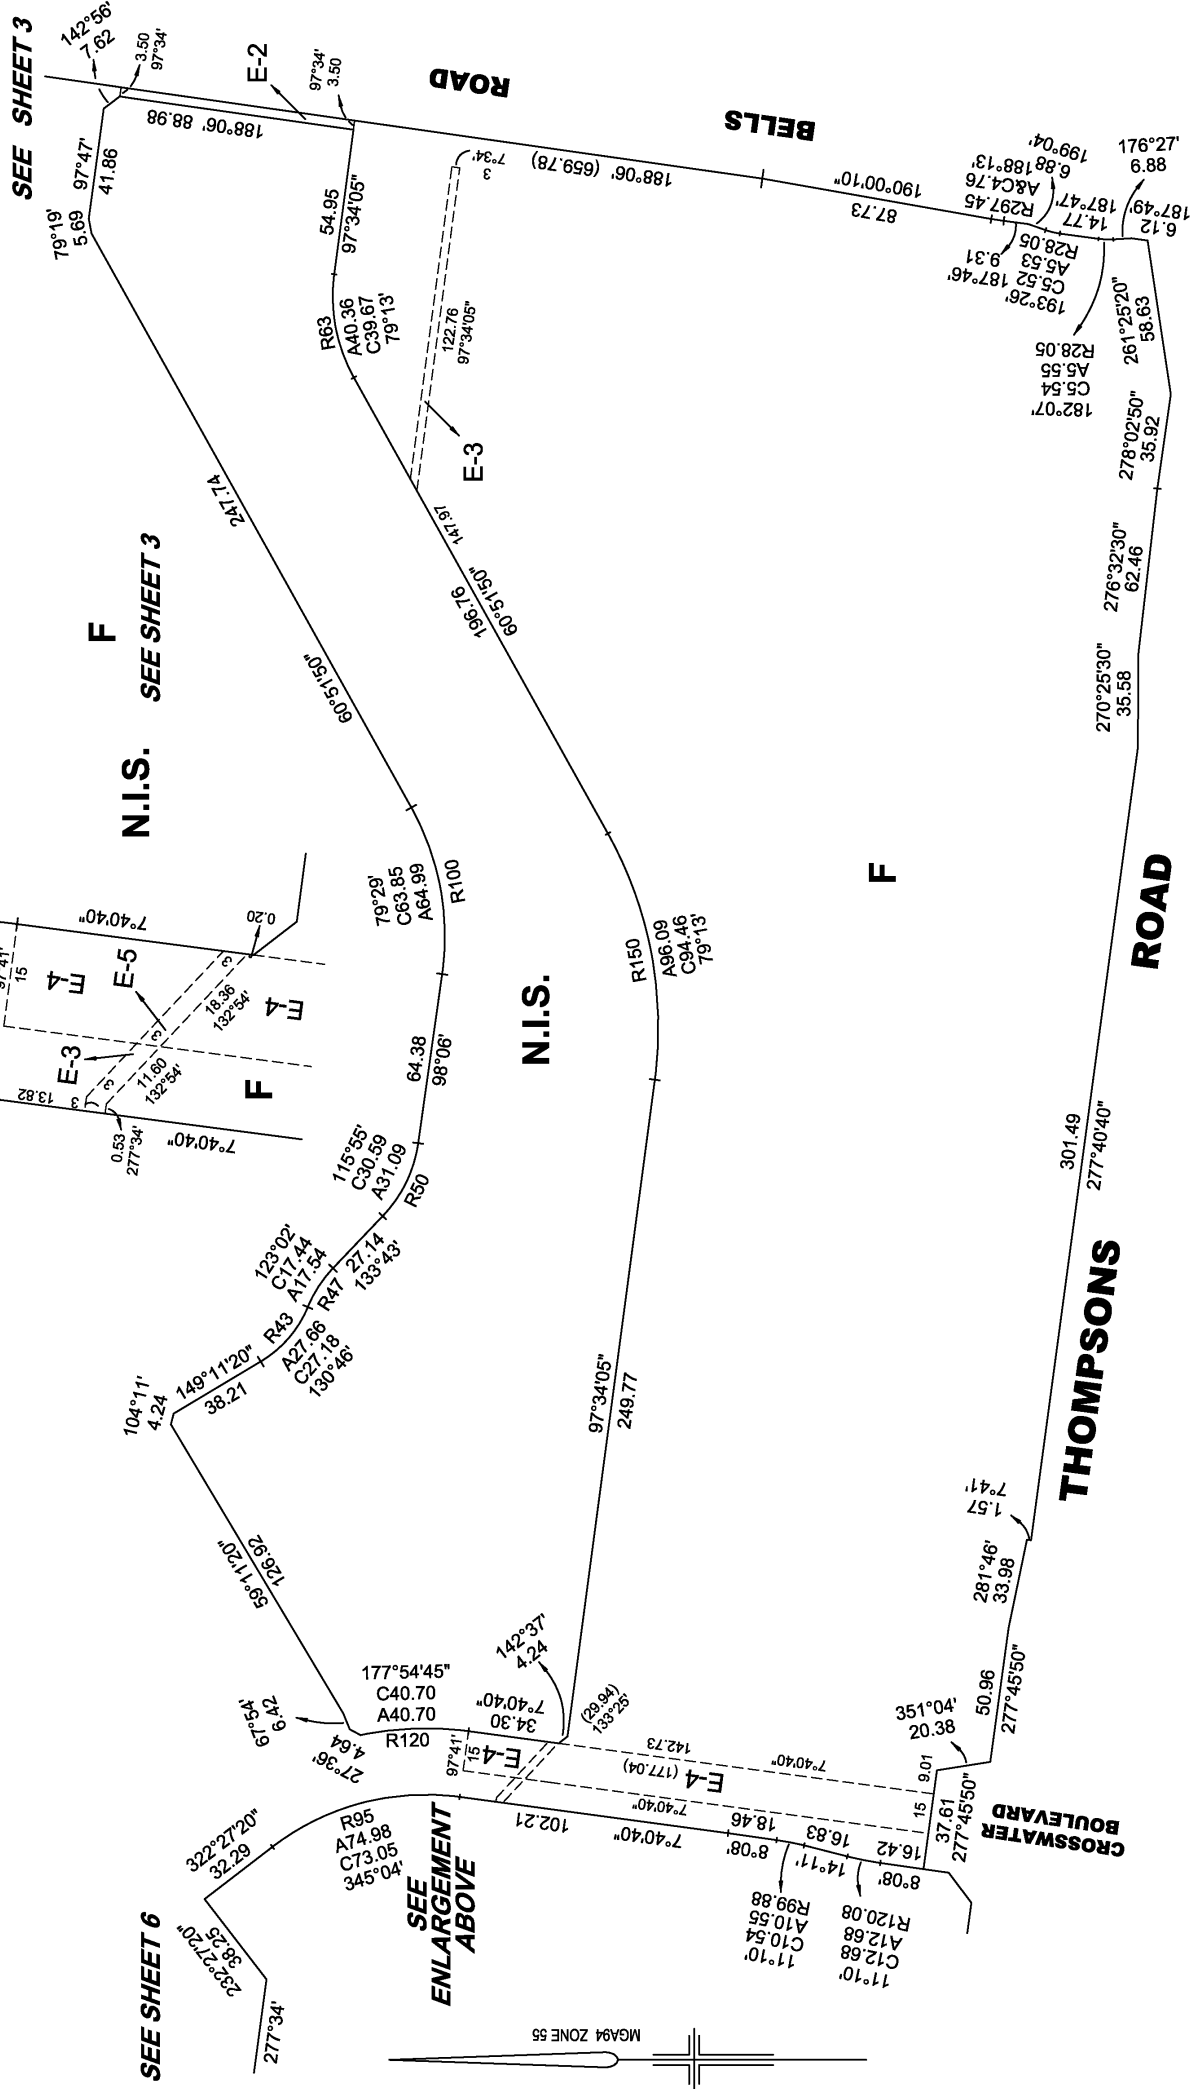 SEE SHEET 3
142°56'
7.62
3.50
97°34'
E-2
97°34'
3.50
ROAD
BELLS
188°06' 88.98
97°47'
41.86
79°19'
5.69
54.95
97°34'05"
7°34'
3
188°06' (659.78)
190°00'10"
87.73
R297.45
A&C4.76
188°13'
6.88
199°04'
14.77
187°47'
176°27'
6.88
6.12
187°49'
9.31
187°46'
R28.05
A5.53
C5.52
193°26'
R28.05
A5.55
C5.54
182°07'
261°25'20"
58.63
278°02'50"
35.92
276°32'30"
62.46
270°25'30"
35.58
R63
A40.36
C39.67
79°13'
122.76
97°34'05"
E-3
247.74
60°51'50"
147.97
196.76
60°51'50"
F
SEE SHEET 3
N.I.S.
7°40'40"
97°41'
15
E-4
E-5
0.20
3
18.36
132°54'
E-4
E-3
3
3
11.60
132°54'
13.82
3
F
0.53
277°34'
7°40'40"
79°29'
C63.85
A64.99
R100
R150
A96.09
C94.46
79°13'
F
N.I.S.
64.38
98°06'
115°55'
C30.59
A31.09
R50
27.14
133°43'
123°02'
C17.44
A17.54
R47
R43
A27.66
C27.18
130°46'
149°11'20"
38.21
104°11'
4.24
126.92
59°11'20"
97°34'05"
249.77
301.49
277°40'40"
THOMPSONS
ROAD
1.57
7°41'
281°46'
33.98
50.96
277°45'50"
351°04'
20.38
9.01
15
37.61
277°45'50"
CROSSWATER
BOULEVARD
142°37'
4.24
(29.94)
133°25'
67°54'
6.42
4.64
27°36'
177°54'45"
C40.70
A40.70
R120
34.30
7°40'40"
97°41'
15
E-4
142.73
7°40'40"
E-4 (177.04)
7°40'40"
102.21
7°40'40"
18.46
8°08'
16.83
14°11'
16.42
8°08'
R99.88
A10.55
C10.54
11°10'
R120.08
A12.68
C12.68
11°10'
R95
A74.98
C73.05
345°04'
322°27'20"
32.29
232°27'20"
38.25
277°34'
SEE
ENLARGEMENT
ABOVE
SEE SHEET 6
MGA94 ZONE 55